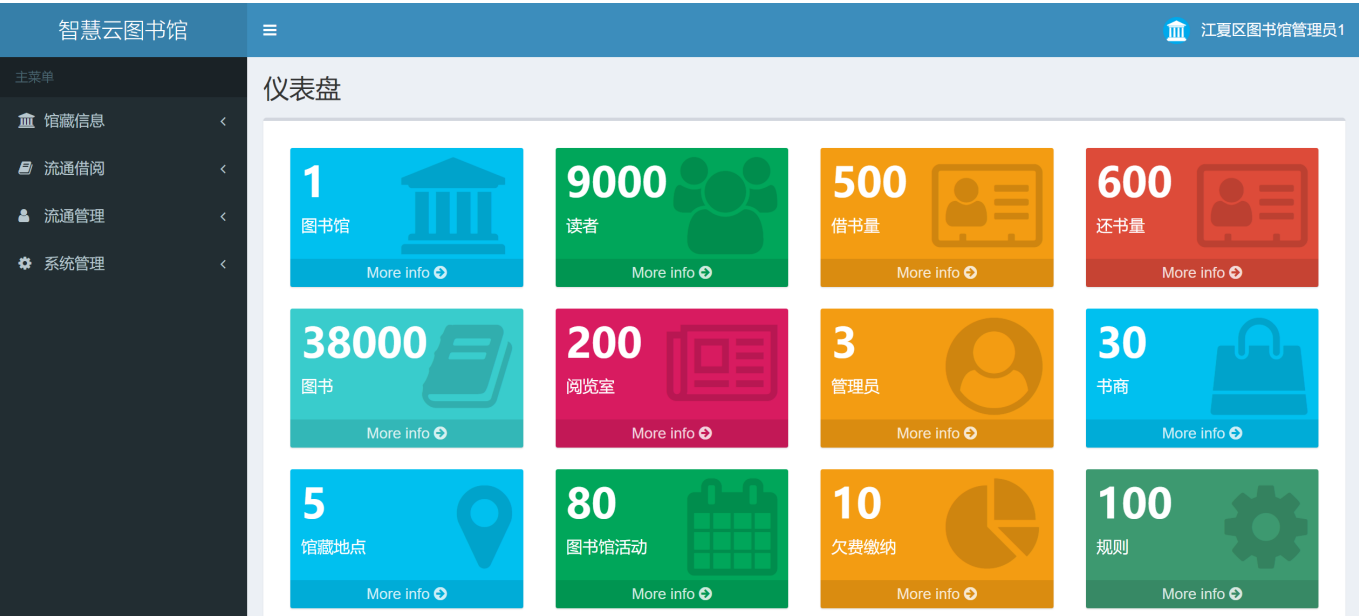 智慧云图书馆
江夏区图书馆管理员1
主菜单
仪表盘
馆藏信息
流通借阅
流通管理
系统管理
1
图书馆
More info
9000
读者
More info
500
借书量
More info
600
还书量
More info
38000
图书
More info
200
阅览室
More info
3
管理员
More info
30
书商
More info
5
馆藏地点
More info
80
图书馆活动
More info
10
欠费缴纳
More info
100
规则
More info